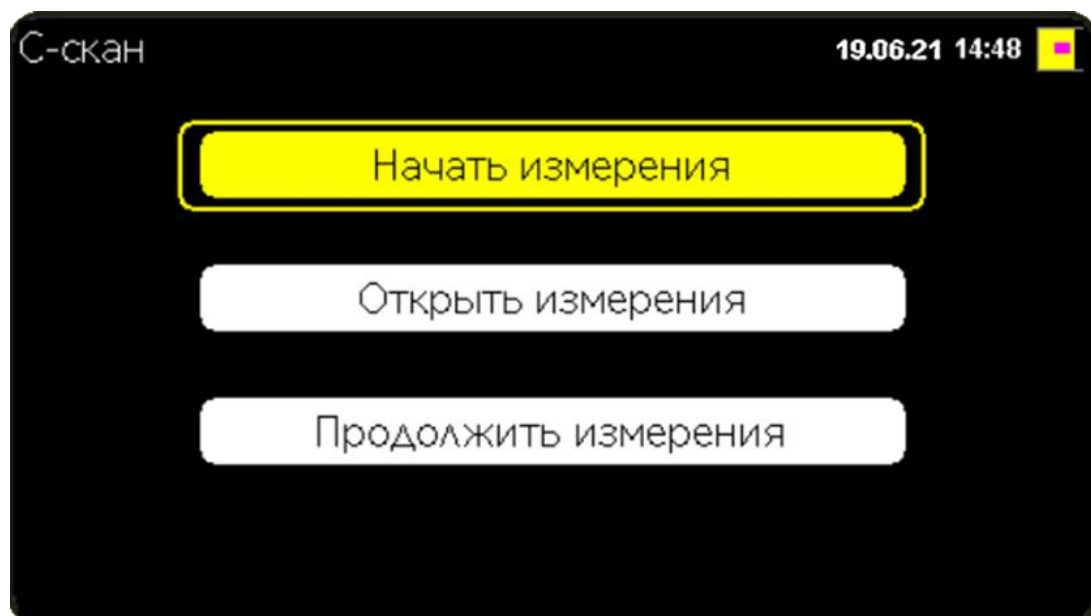 С-скан
19.06.21 14:48
Начать измерения
Открыть измерения
Продолжить измерения